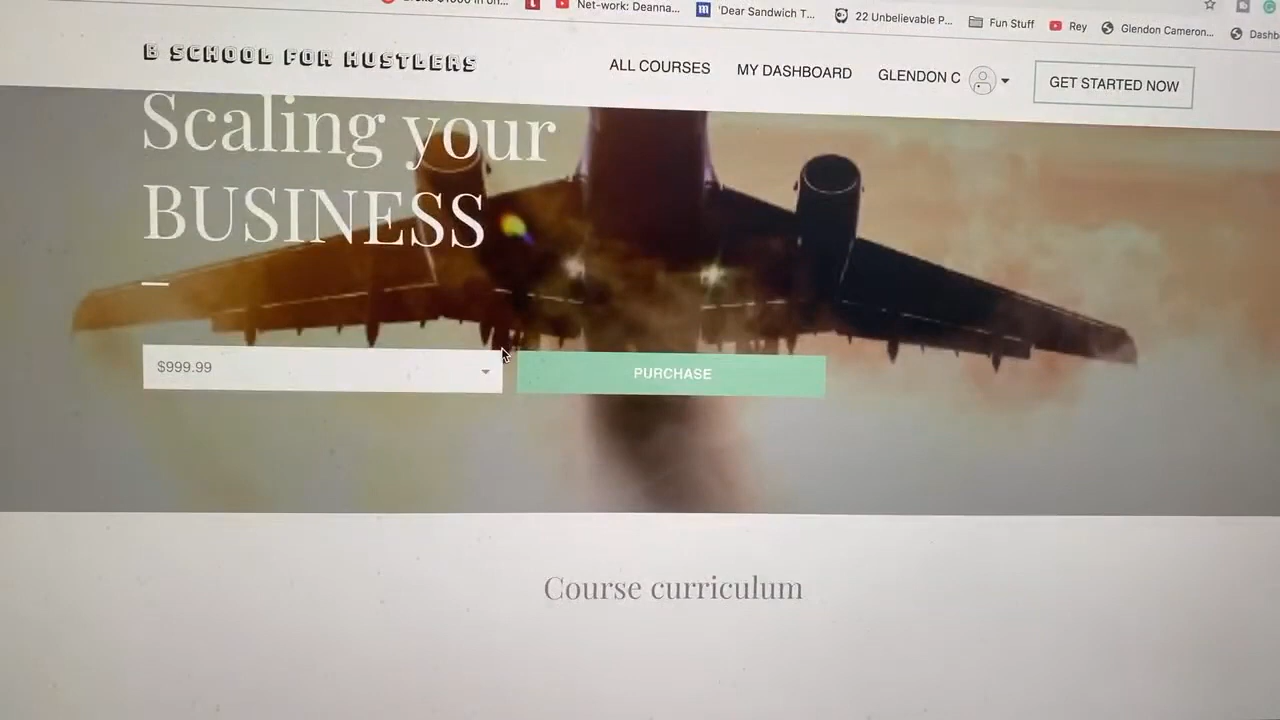 Net-work: Deanna...
'Dear Sandwich T...
22 Unbelievable P...
Fun Stuff
Rey
Glendon Cameron...
B SCHOOL FOR HUSTLERS
ALL COURSES
MY DASHBOARD
GLENDON C
GET STARTED NOW
Scaling your
BUSINESS
$999.99
PURCHASE
Course curriculum